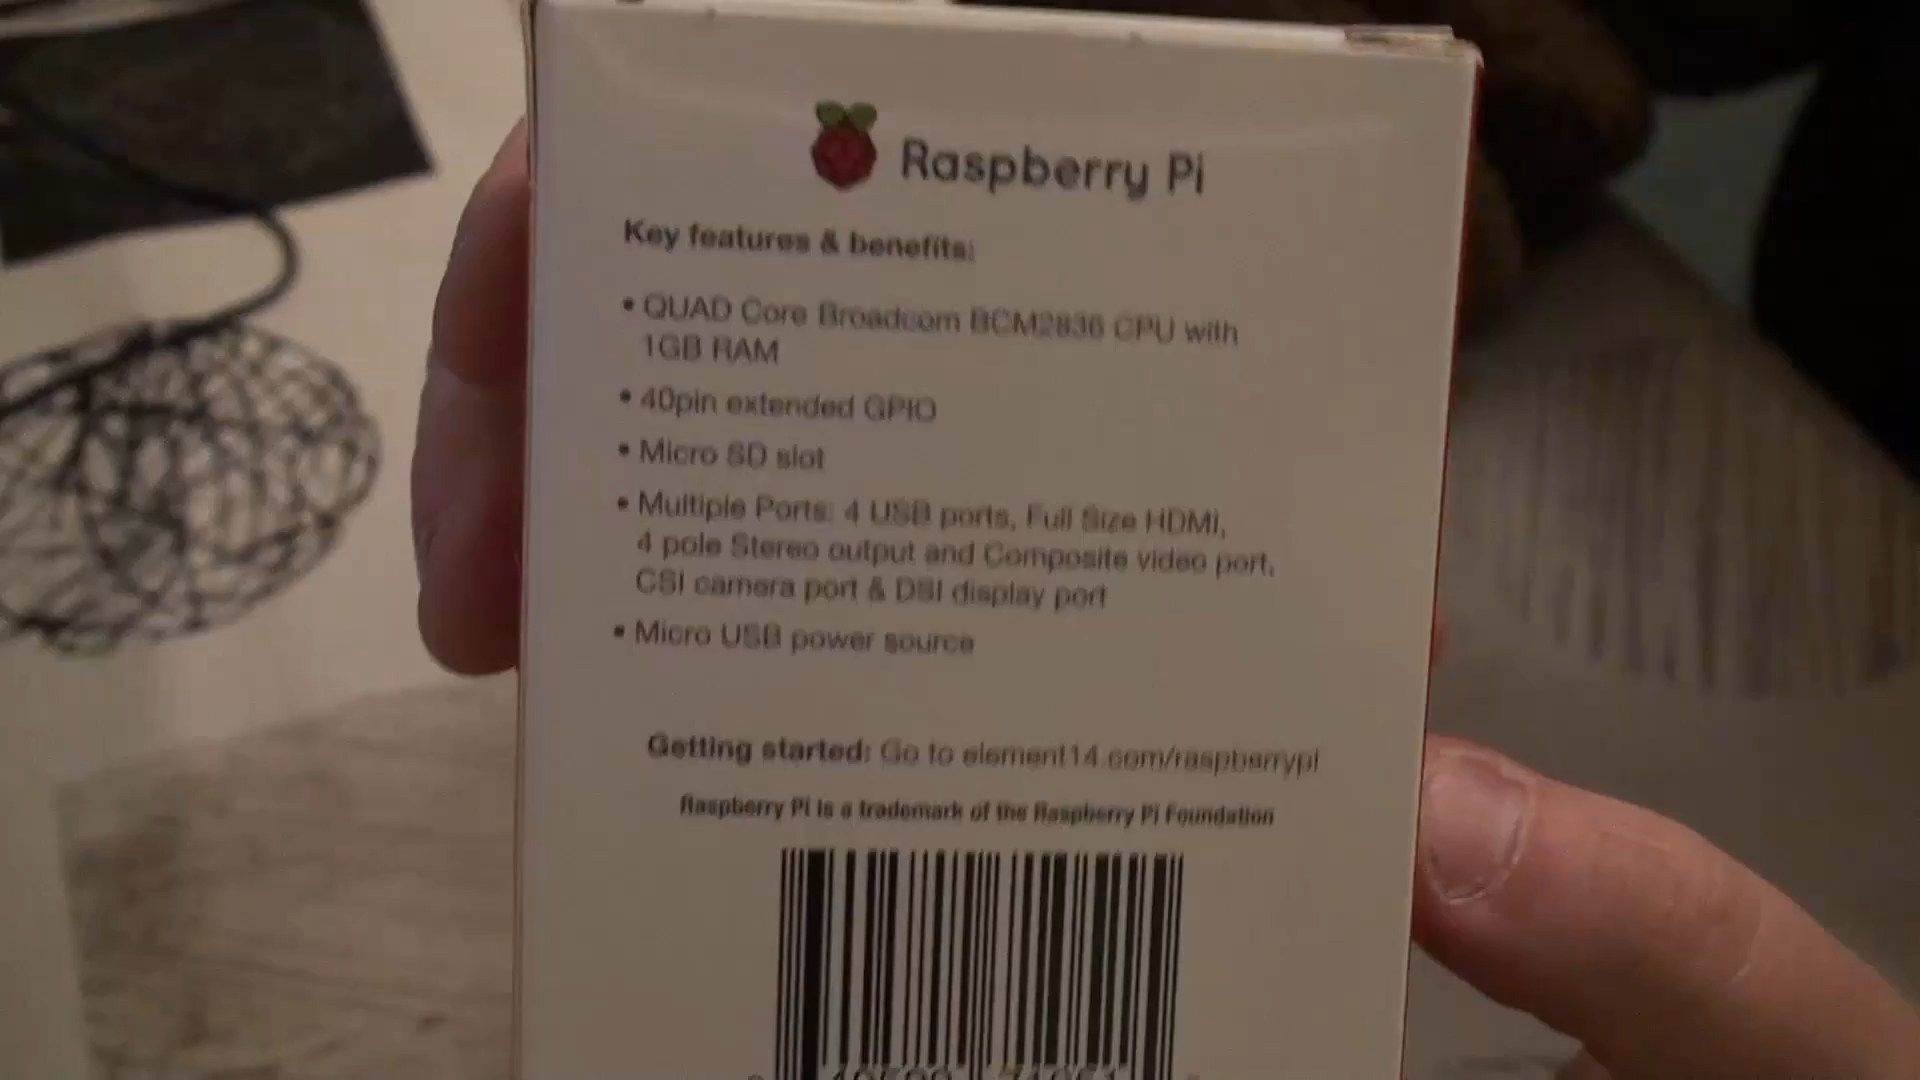 Raspberry Pi
Key features & benefits:
• QUAD Core Broadcom BCM2836 CPU with
1GB RAM
• 40pin extended GPIO
• Micro SD slot
• Multiple Ports: 4 USB ports, Full Size HDMI,
4 pole Stereo output and Composite video port,
CSI camera port & DSI display port
• Micro USB power source
Getting started: Go to element14.com/raspberrypi
Raspberry Pi is a trademark of the Raspberry Pi Foundation